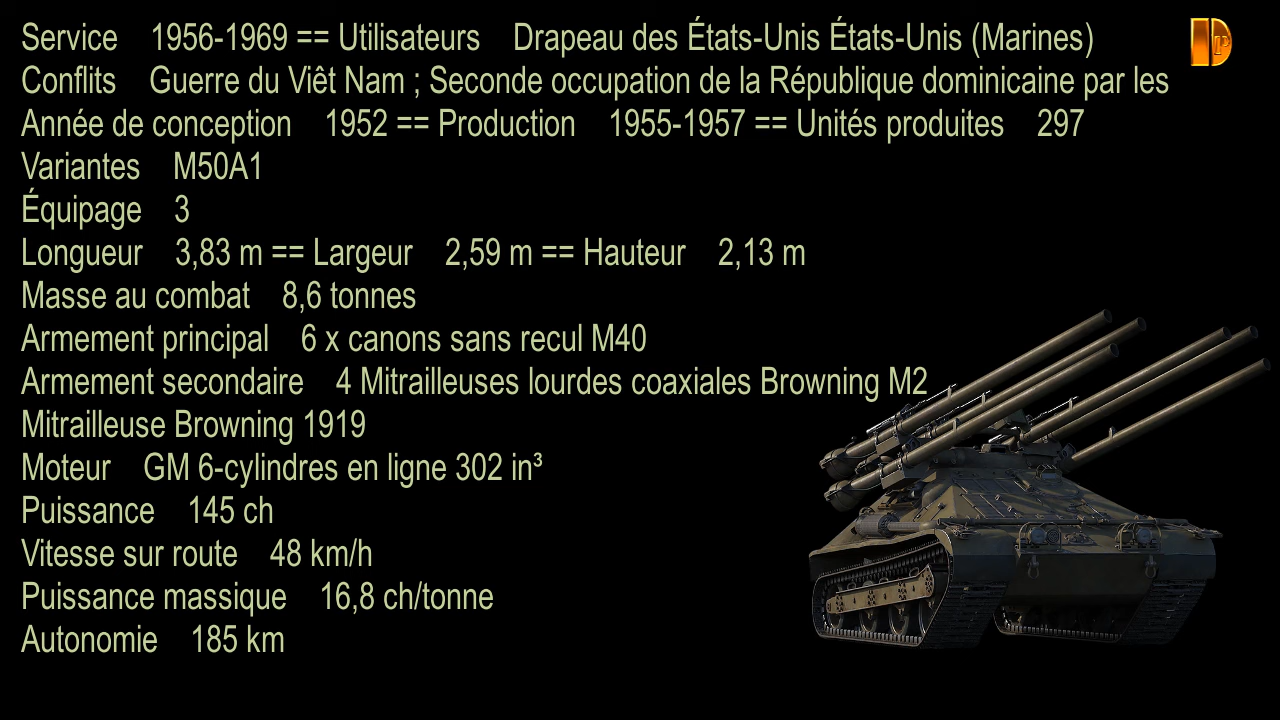 Service 1956-1969 == Utilisateurs Drapeau des États-Unis États-Unis (Marines)
Conflits Guerre du Viêt Nam ; Seconde occupation de la République dominicaine par les
Année de conception 1952 == Production 1955-1957 == Unités produites 297
Variantes M50A1
Équipage 3
Longueur 3,83 m == Largeur 2,59 m == Hauteur 2,13 m
Masse au combat 8,6 tonnes
Armement principal 6 x canons sans recul M40
Armement secondaire 4 Mitrailleuses lourdes coaxiales Browning M2
Mitrailleuse Browning 1919
Moteur GM 6-cylindres en ligne 302 in³
Puissance 145 ch
Vitesse sur route 48 km/h
Puissance massique 16,8 ch/tonne
Autonomie 185 km